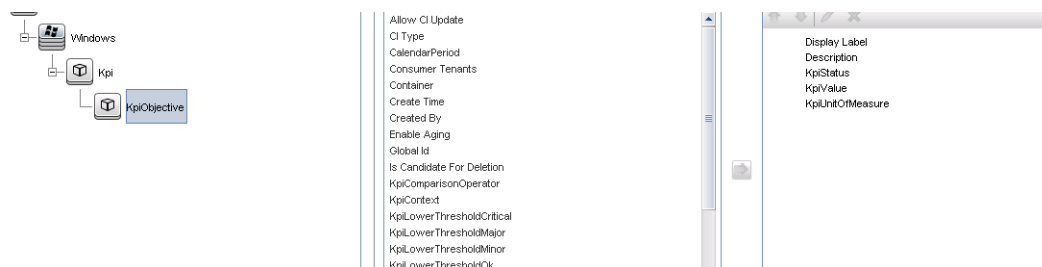 Windows
Kpi
KpiObjective
Allow CI Update
CI Type
CalendarPeriod
Consumer Tenants
Container
Create Time
Created By
Enable Aging
Global Id
Is Candidate For Deletion
KpiComparisonOperator
KpiContext
KpiLowerThresholdCritical
KpiLowerThresholdMajor
KpiLowerThresholdMinor
KpiLowerThresholdOk
Display Label
Description
KpiStatus
KpiValue
KpiUnitOfMeasure